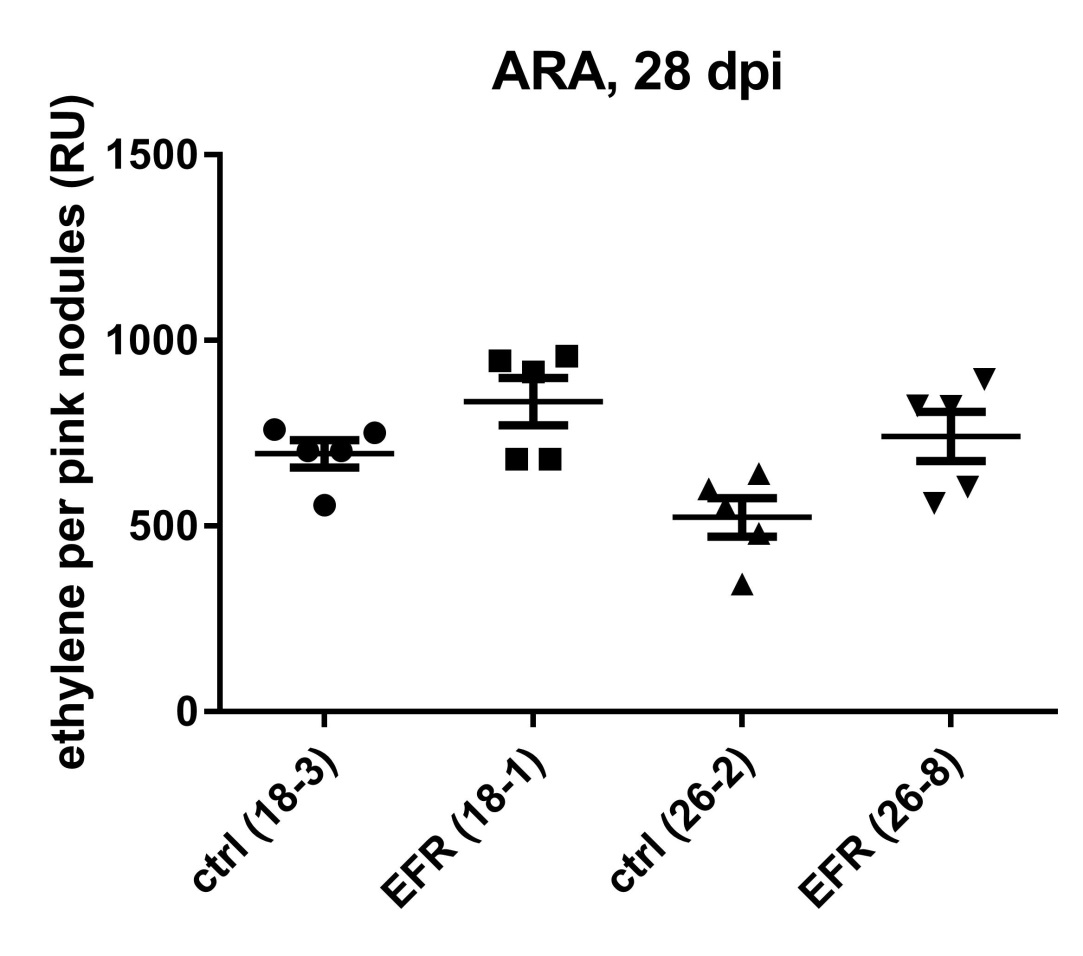 ARA, 28 dpi
ethylene per pink nodules (RU)
1500
1000
500
0
ctrl (18-3)
EFR (18-1)
ctrl (26-2)
EFR (26-8)